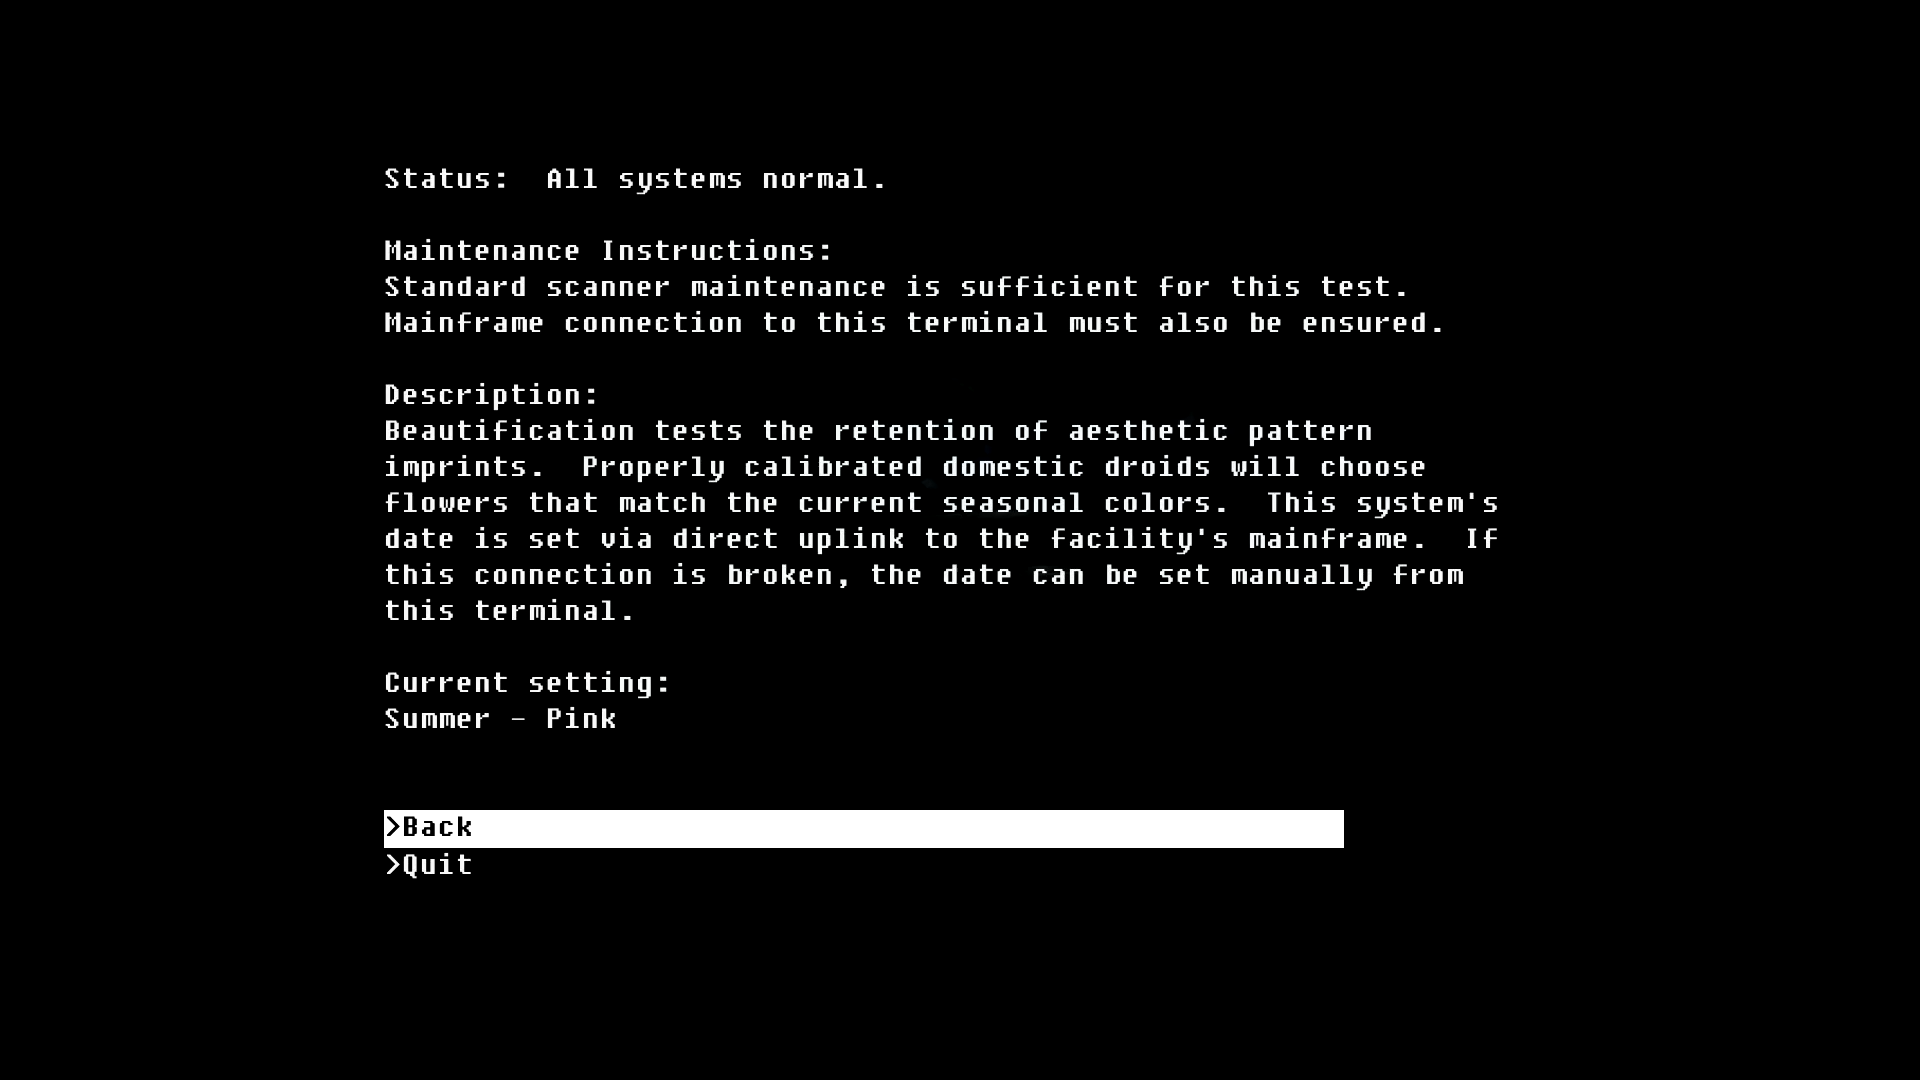 Status:  All systems normal.
Maintenance Instructions:
Standard scanner maintenance is sufficient for this test.
Mainframe connection to this terminal must also be ensured.
Description:
Beautification tests the retention of aesthetic pattern
imprints.  Properly calibrated domestic droids will choose
flowers that match the current seasonal colors.  This system's
date is set via direct uplink to the facility's mainframe.  If
this connection is broken, the date can be set manually from
this terminal.
Current setting:
Summer - Pink
>Back
>Quit